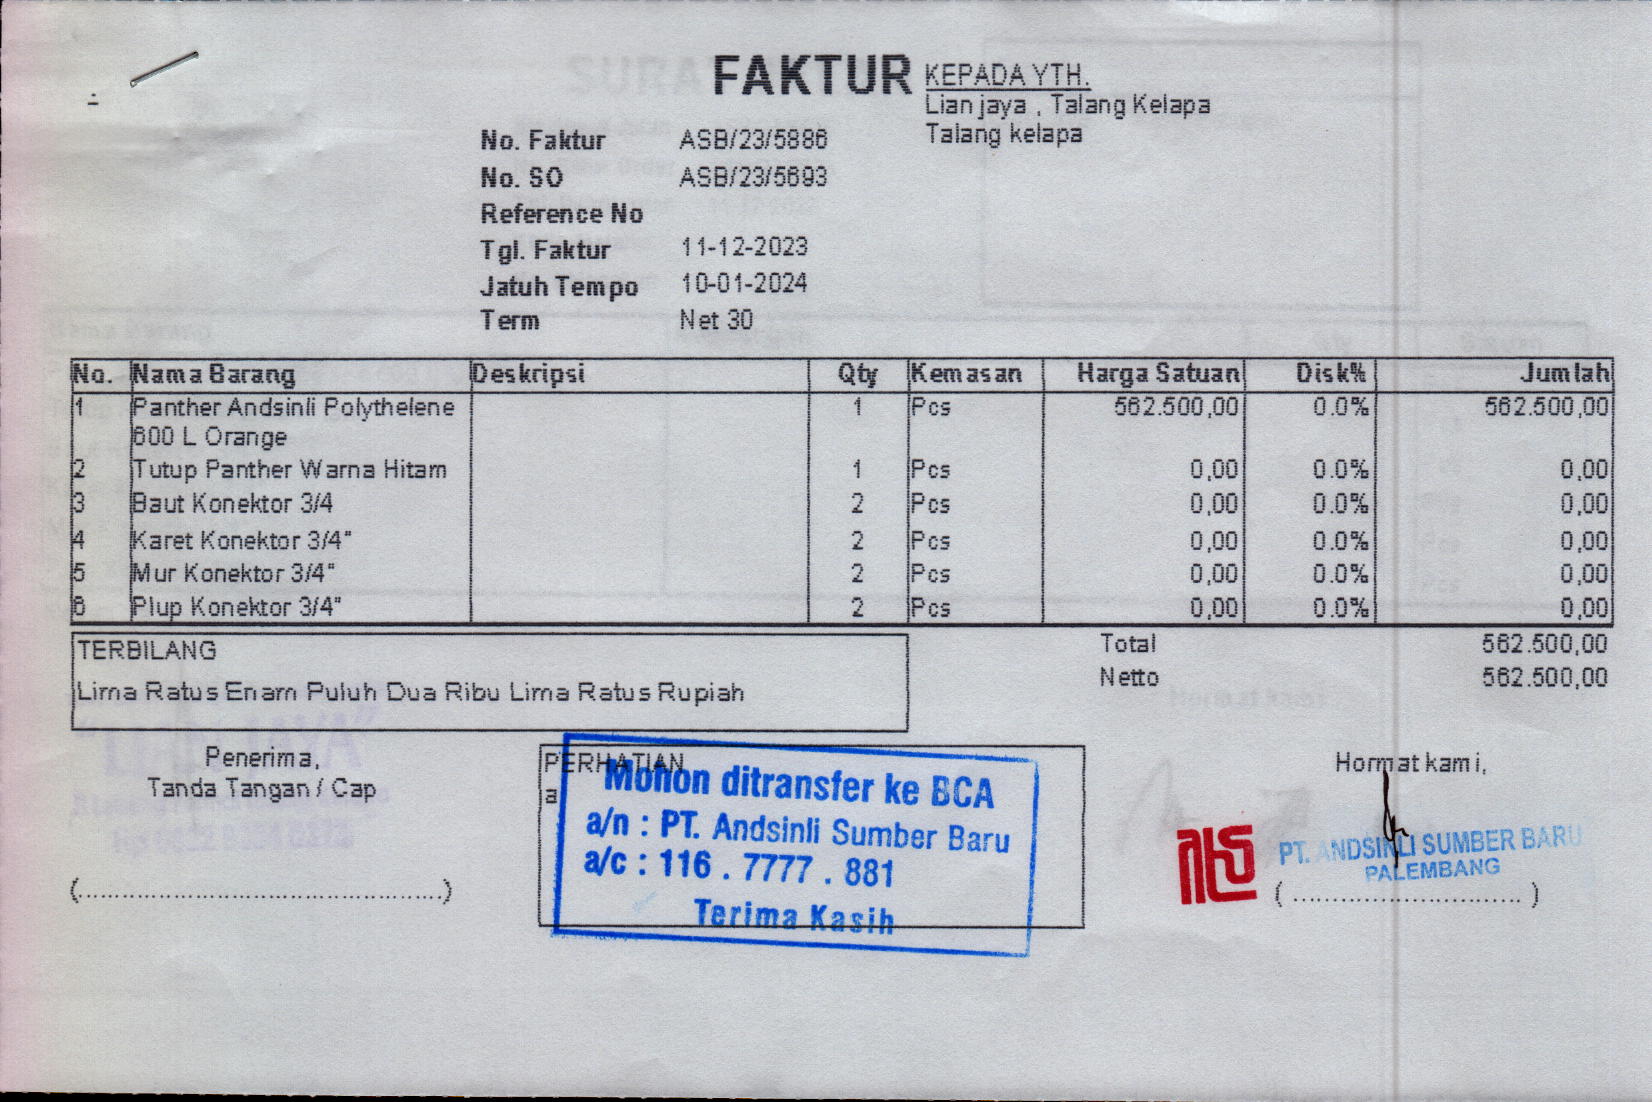 FAKTUR
KEPADA YTH.
Lian jaya , Talang Kelapa
Talang kelapa
No. Faktur ASB/23/5886
No. SO ASB/23/5693
Reference No
Tgl. Faktur 11-12-2023
Jatuh Tempo 10-01-2024
Term Net 30
No. Nama Barang Deskripsi Qty Kemasan Harga Satuan Disk% Jumlah
1 Panther Andsinli Polythelene 1 Pcs 562.500,00 0.0% 562.500,00
600 L Orange
2 Tutup Panther Warna Hitam 1 Pcs 0,00 0.0% 0,00
3 Baut Konektor 3/4 2 Pcs 0,00 0.0% 0,00
4 Karet Konektor 3/4" 2 Pcs 0,00 0.0% 0,00
5 Mur Konektor 3/4" 2 Pcs 0,00 0.0% 0,00
6 Plup Konektor 3/4" 2 Pcs 0,00 0.0% 0,00
TERBILANG
Lima Ratus Enam Puluh Dua Ribu Lima Ratus Rupiah
Total 562.500,00
Netto 562.500,00
Penerima,
Tanda Tangan / Cap
(..............................................)
PERHATIAN
a
Mohon ditransfer ke BCA
a/n : PT. Andsinli Sumber Baru
a/c : 116 . 7777 . 881
Terima Kasih
Hormat kami,
PT. ANDSINLI SUMBER BARU
PALEMBANG
( ............................. )